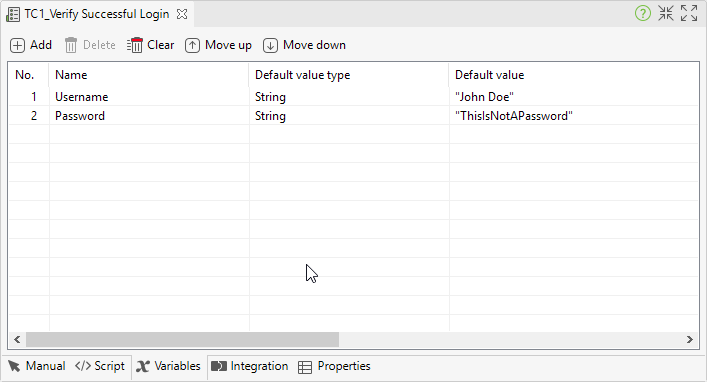 TC1_Verify Successful Login
Add Delete Clear Move up Move down
No. Name Default value type Default value
1 Username String "John Doe"
2 Password String "ThisIsNotAPassword"
Manual </> Script Variables Integration Properties